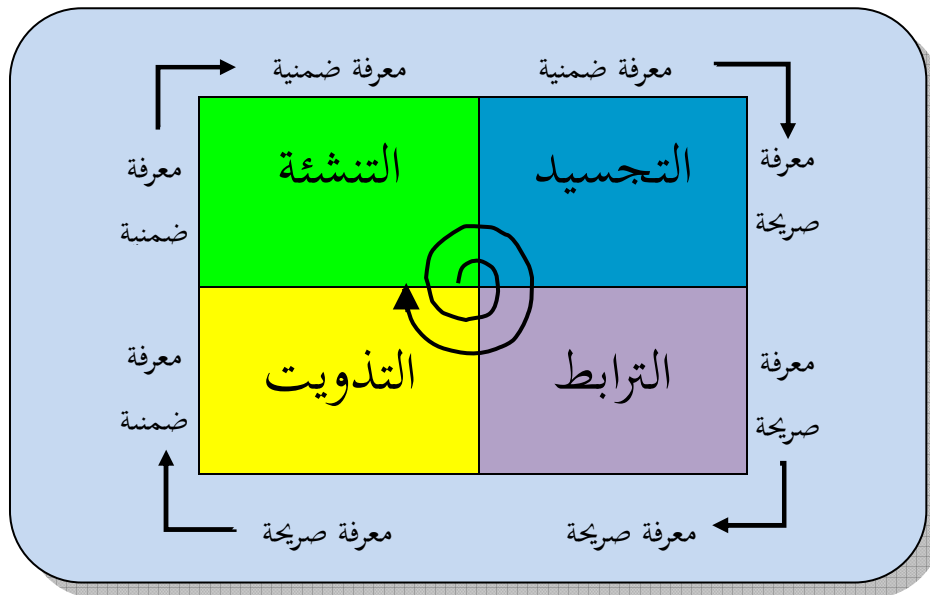 معرفة ضمنية
معرفة ضمنية
معرفة
صريحة
التجسيد
التنشئة
معرفة
ضمنية
معرفة
صريحة
الترابط
التذويت
معرفة
ضمنية
معرفة صريحة
معرفة صريحة